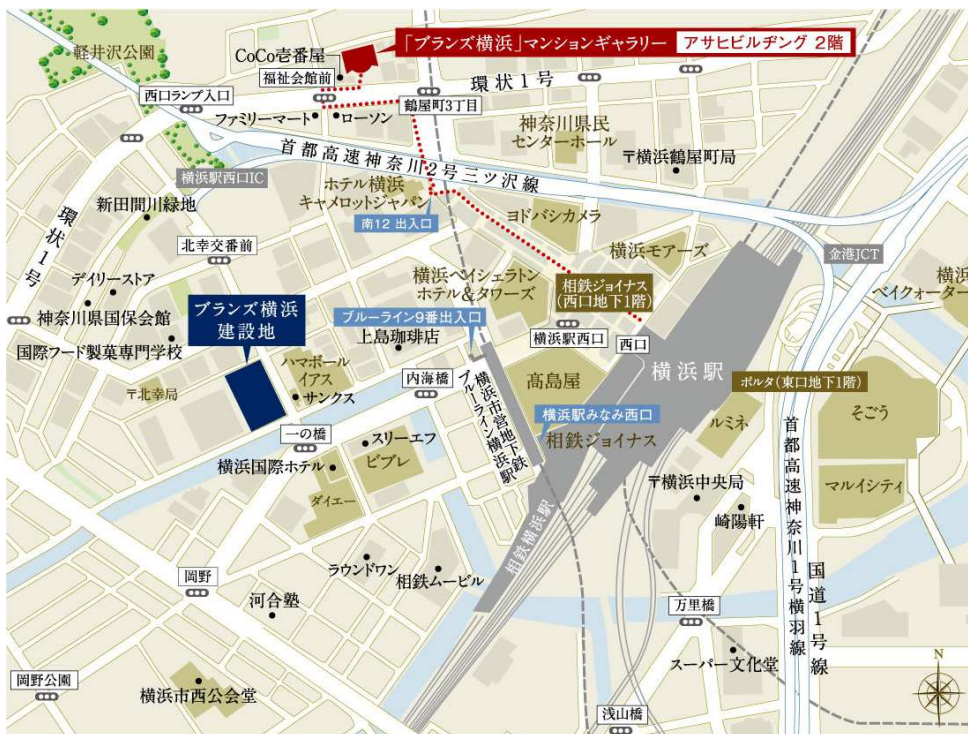 軽井沢公園
CoCo壱番屋
福祉会館前
「ブランズ横浜」マンションギャラリー
アサヒビルヂング 2階
環状1号
西口ランプ入口
鶴屋町3丁目
ファミリーマート
ローソン
神奈川県民
センターホール
〒横浜鶴屋町局
首都高速神奈川2号三ツ沢線
横浜駅西口IC
ホテル横浜
キャメロットジャパン
南12 出入口
新田間川緑地
ヨドバシカメラ
環状1号
北幸交番前
横浜モアーズ
金港JCT
横浜
ベイクォーター
デイリーストア
横浜ベイシェラトン
ホテル&タワーズ
相鉄ジョイナス
(西口地下1階)
神奈川県国保会館
ブランズ横浜
建設地
ブルーライン9番出入口
上島珈琲店
横浜駅西口
西口
国際フード製菓専門学校
ハマボール
イアス
内海橋
髙島屋
横浜駅
ポルタ(東口地下1階)
〒北幸局
サンクス
横浜市営地下鉄
ブルーライン横浜駅
横浜駅みなみ西口
相鉄ジョイナス
ルミネ
そごう
一の橋
スリーエフ
ビブレ
横浜国際ホテル
ダイエー
〒横浜中央局
崎陽軒
マルイシティ
首都高速神奈川1号横羽線
国道1号線
相鉄横浜駅
ラウンドワン
相鉄ムービル
岡野
河合塾
万里橋
スーパー文化堂
岡野公園
横浜市西公会堂
浅山橋
N